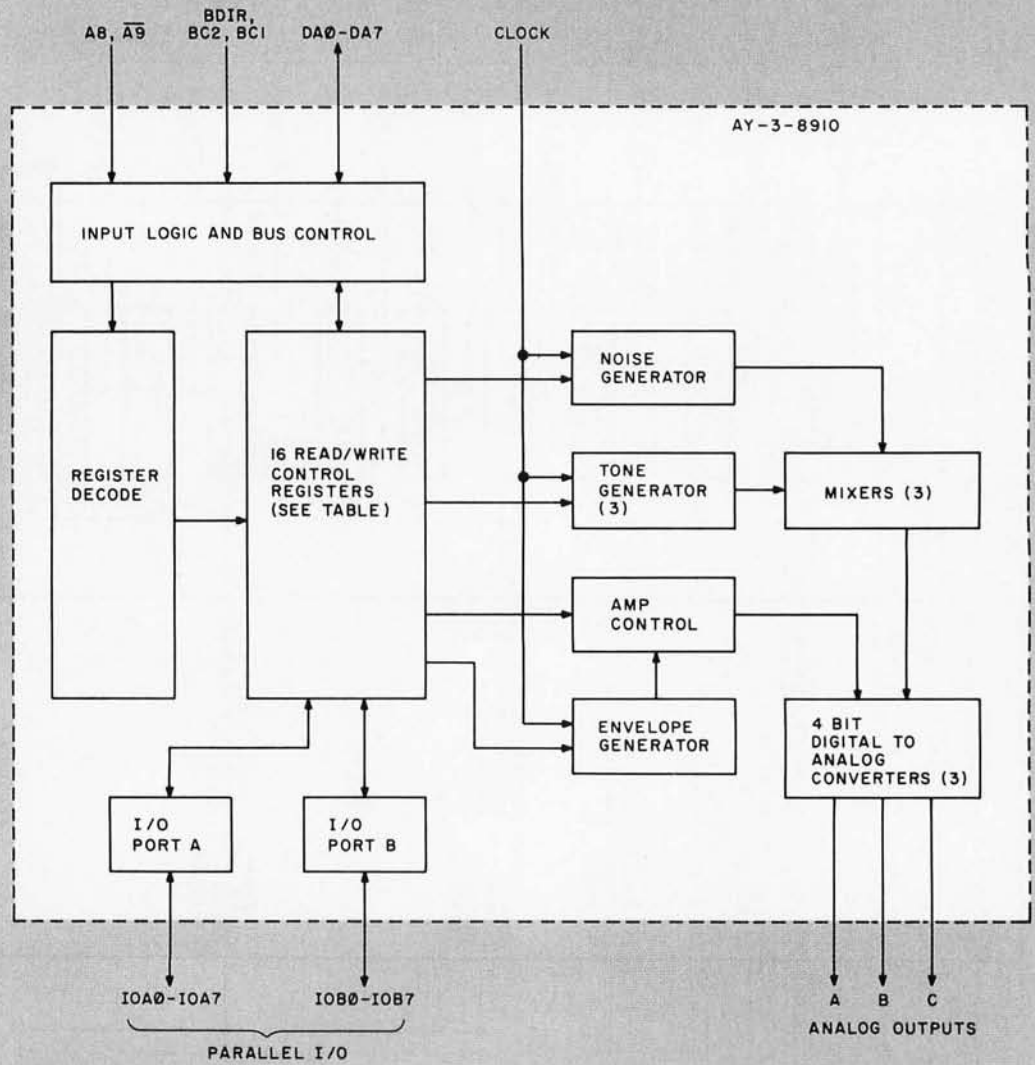 BDIR,
A8, A̅9̅ BC2, BC1 DAØ-DA7 CLOCK
AY-3-8910
INPUT LOGIC AND BUS CONTROL
NOISE
GENERATOR
REGISTER
DECODE
16 READ/WRITE
CONTROL
REGISTERS
(SEE TABLE)
TONE
GENERATOR
(3)
MIXERS (3)
AMP
CONTROL
ENVELOPE
GENERATOR
4 BIT
DIGITAL TO
ANALOG
CONVERTERS (3)
I/O
PORT A
I/O
PORT B
IOAØ-IOA7 IOBØ-IOB7
A B C
ANALOG OUTPUTS
PARALLEL I/O